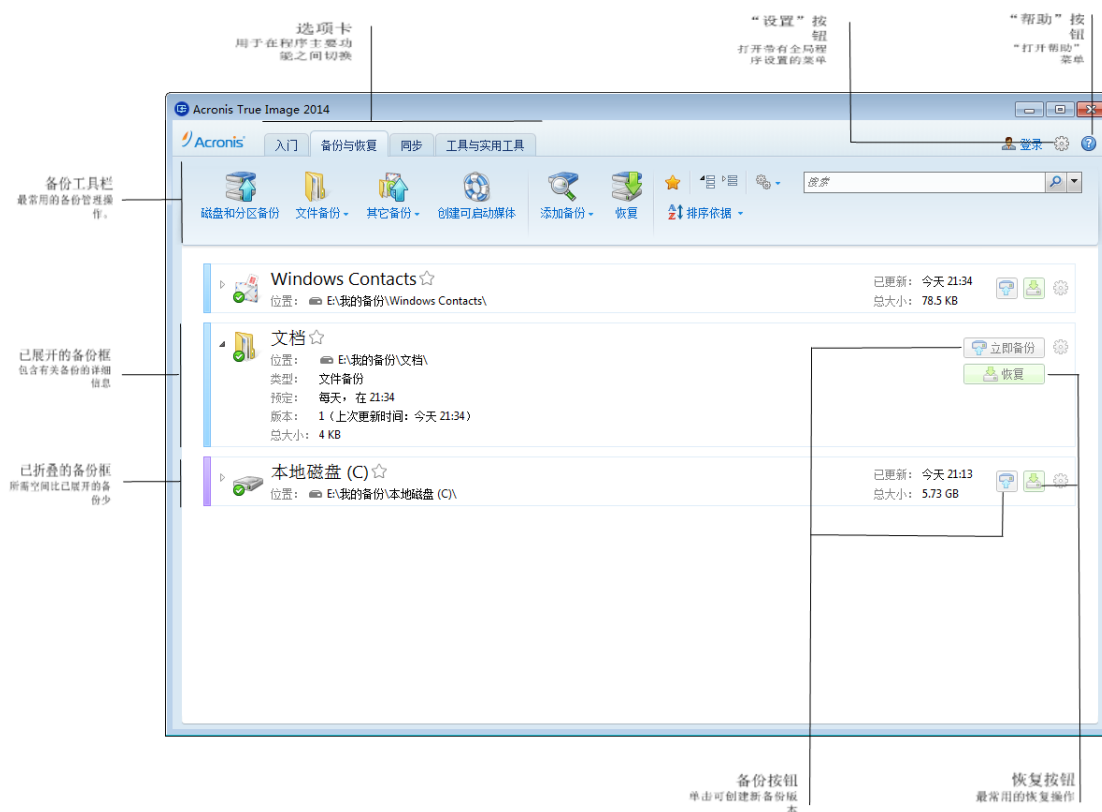 选项卡
用于在程序主要功
能之间切换
“设置”按
钮
打开带有全局程
序设置的菜单
“帮助”按
钮
“打开帮助”
菜单
Acronis True Image 2014
Acronis
入门
备份与恢复
同步
工具与实用工具
登录
备份工具栏
最常用的备份管理操
作。
磁盘和分区备份
文件备份
其它备份
创建可启动媒体
添加备份
恢复
排序依据
搜索
Windows Contacts
位置： E:\我的备份\Windows Contacts\
已更新： 今天 21:34
总大小： 78.5 KB
已展开的备份框
包含有关备份的详细
信息
文档
位置： E:\我的备份\文档\
类型： 文件备份
预定： 每天，在 21:34
版本： 1（上次更新时间：今天 21:34）
总大小： 4 KB
立即备份
恢复
已折叠的备份框
所需空间比已展开的备
份少
本地磁盘 (C)
位置： E:\我的备份\本地磁盘 (C)\
已更新： 今天 21:13
总大小： 5.73 GB
备份按钮
单击可创建新备份版
本
恢复按钮
最常用的恢复操作